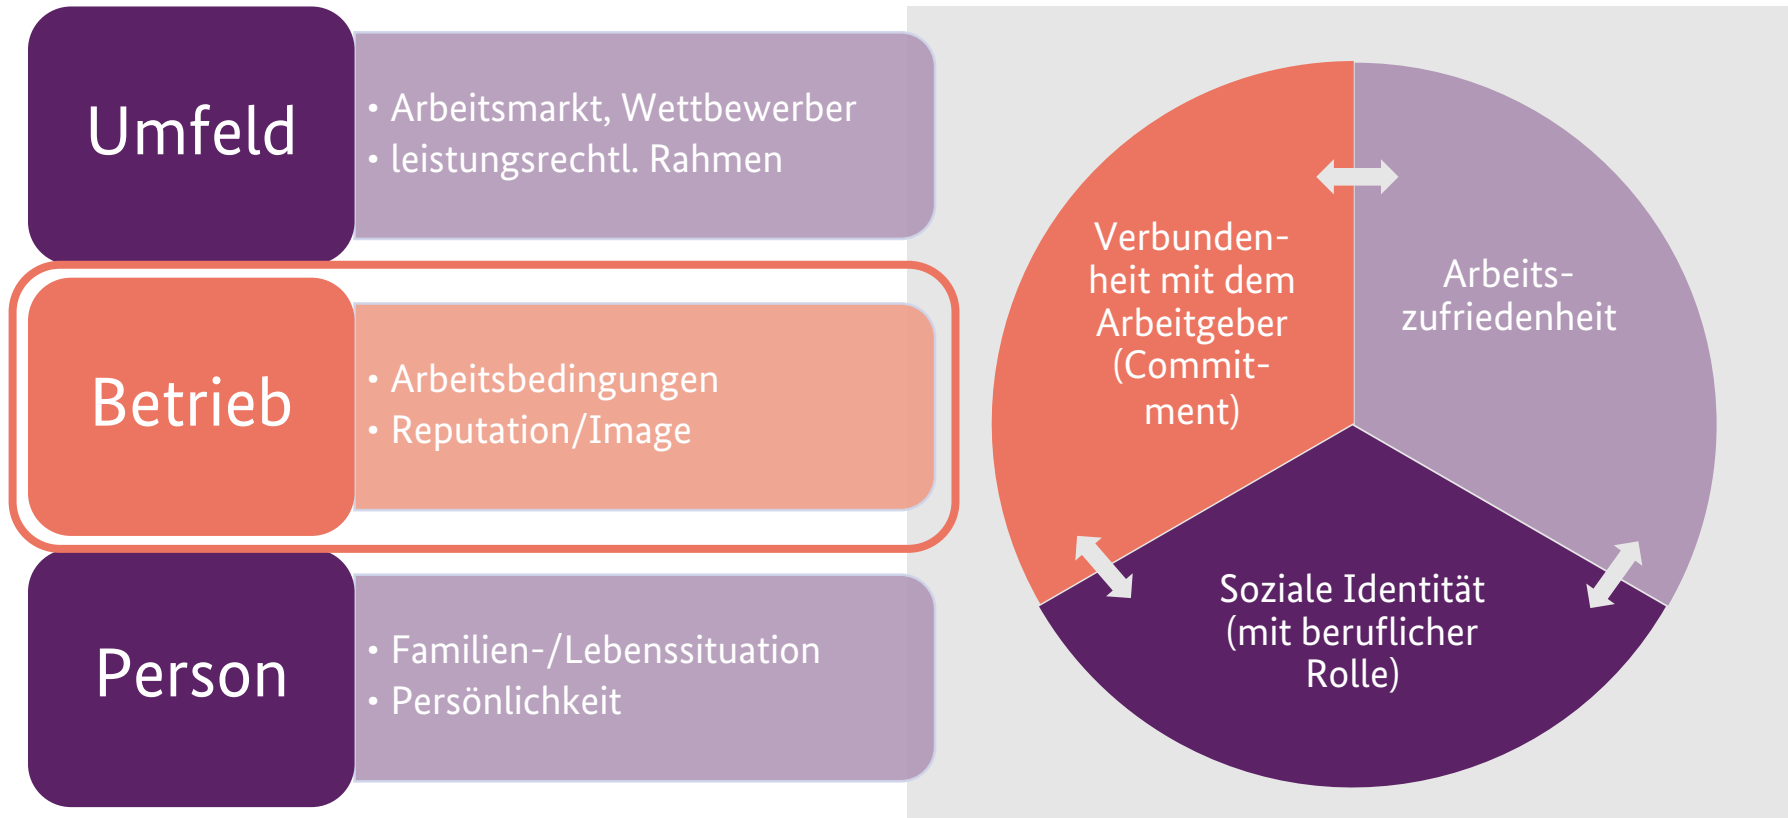 Umfeld
• Arbeitsmarkt, Wettbewerber
• leistungsrechtl. Rahmen
Betrieb
• Arbeitsbedingungen
• Reputation/Image
Person
• Familien-/Lebenssituation
• Persönlichkeit
Verbunden-
heit mit dem
Arbeitgeber
(Commit-
ment)
Arbeits-
zufriedenheit
Soziale Identität
(mit beruflicher
Rolle)